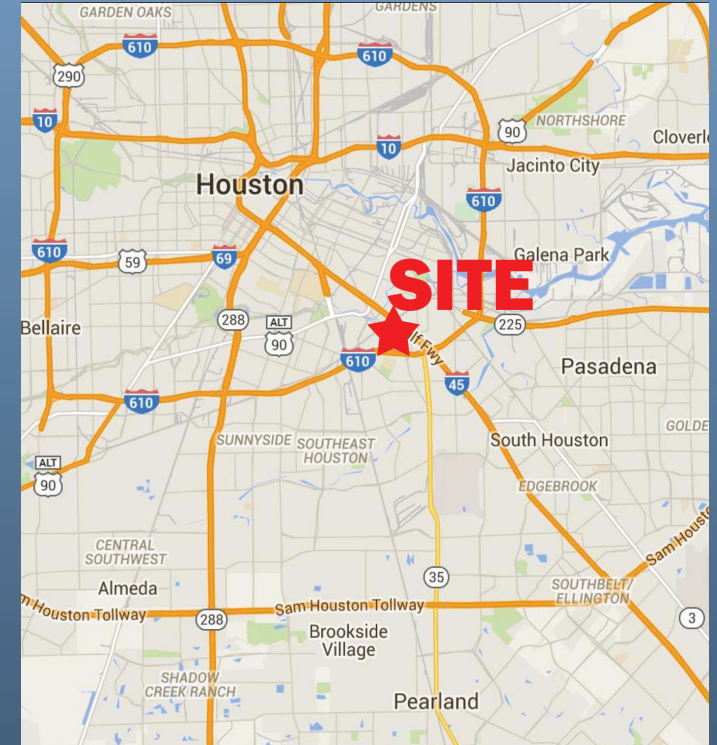 GARDEN OAKS
GARDENS
610
610
290
10
90
NORTHSHORE
10
Jacinto City
Houston
610
610
59
69
Galena Park
SITE
288
ALT
90
225
Bellaire
lf Fwy
610
45
Pasadena
610
SUNNYSIDE
SOUTHEAST
HOUSTON
South Houston
ALT
90
EDGEBROOK
CENTRAL
SOUTHWEST
Sam Housto
35
Almeda
SOUTHBELT/
ELLINGTON
m Houston Tollway
Sam Houston Tollway
288
3
Brookside
Village
SHADOW
CREEK RANCH
Pearland